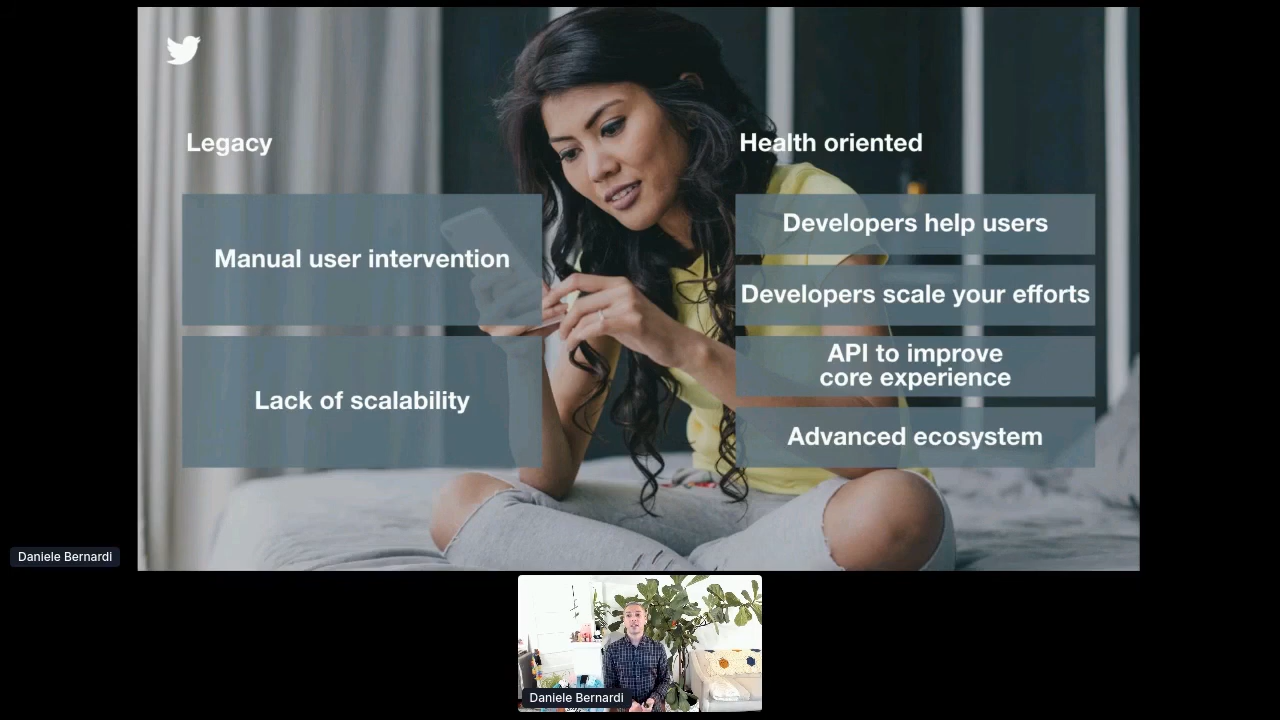 Legacy
Manual user intervention
Lack of scalability
Health oriented
Developers help users
Developers scale your efforts
API to improve
core experience
Advanced ecosystem
Daniele Bernardi
Daniele Bernardi